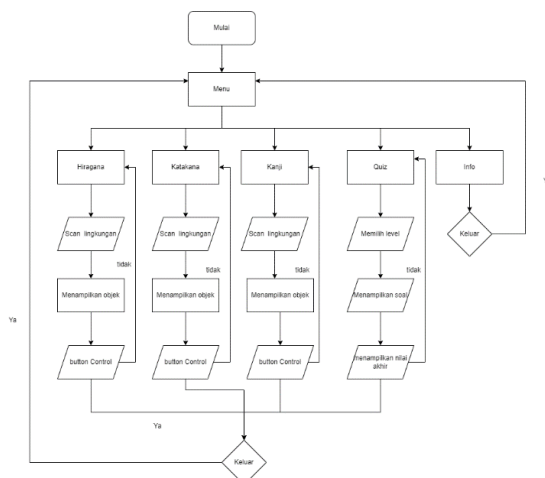 Mulai
Menu
Hiragana
Katakana
Kanji
Quiz
Info
Scan lingkungan
Scan lingkungan
Scan lingkungan
Memilih level
Keluar
tidak
tidak
tidak
tidak
Menampilkan objek
Menampilkan objek
Menampilkan objek
Menampilkan soal
Ya
button Control
button Control
button Control
menampilkan nilai
akhir
Ya
Keluar